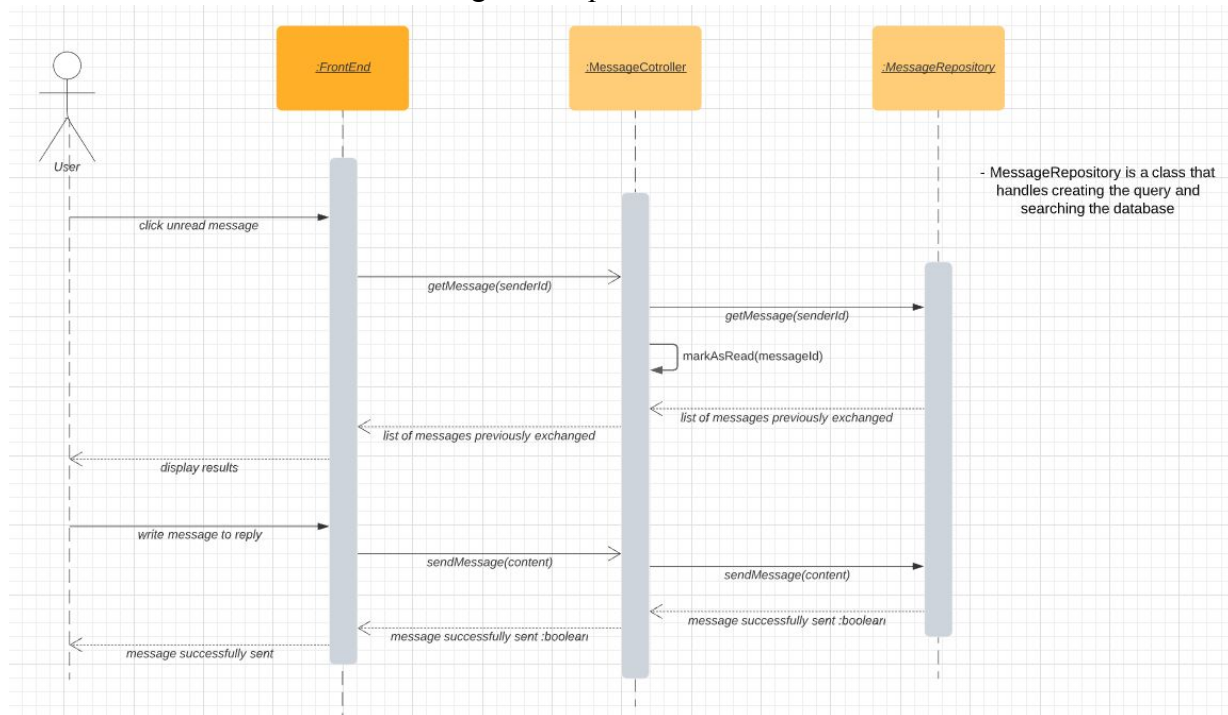 :FrontEnd
:MessageCotroller
:MessageRepository
User
- MessageRepository is a class that
handles creating the query and
searching the database
click unread message
getMessage(senderId)
getMessage(senderId)
markAsRead(messageId)
list of messages previously exchanged
list of messages previously exchanged
display results
write message to reply
sendMessage(content)
sendMessage(content)
message successfully sent :boolean
message successfully sent :boolean
message successfully sent